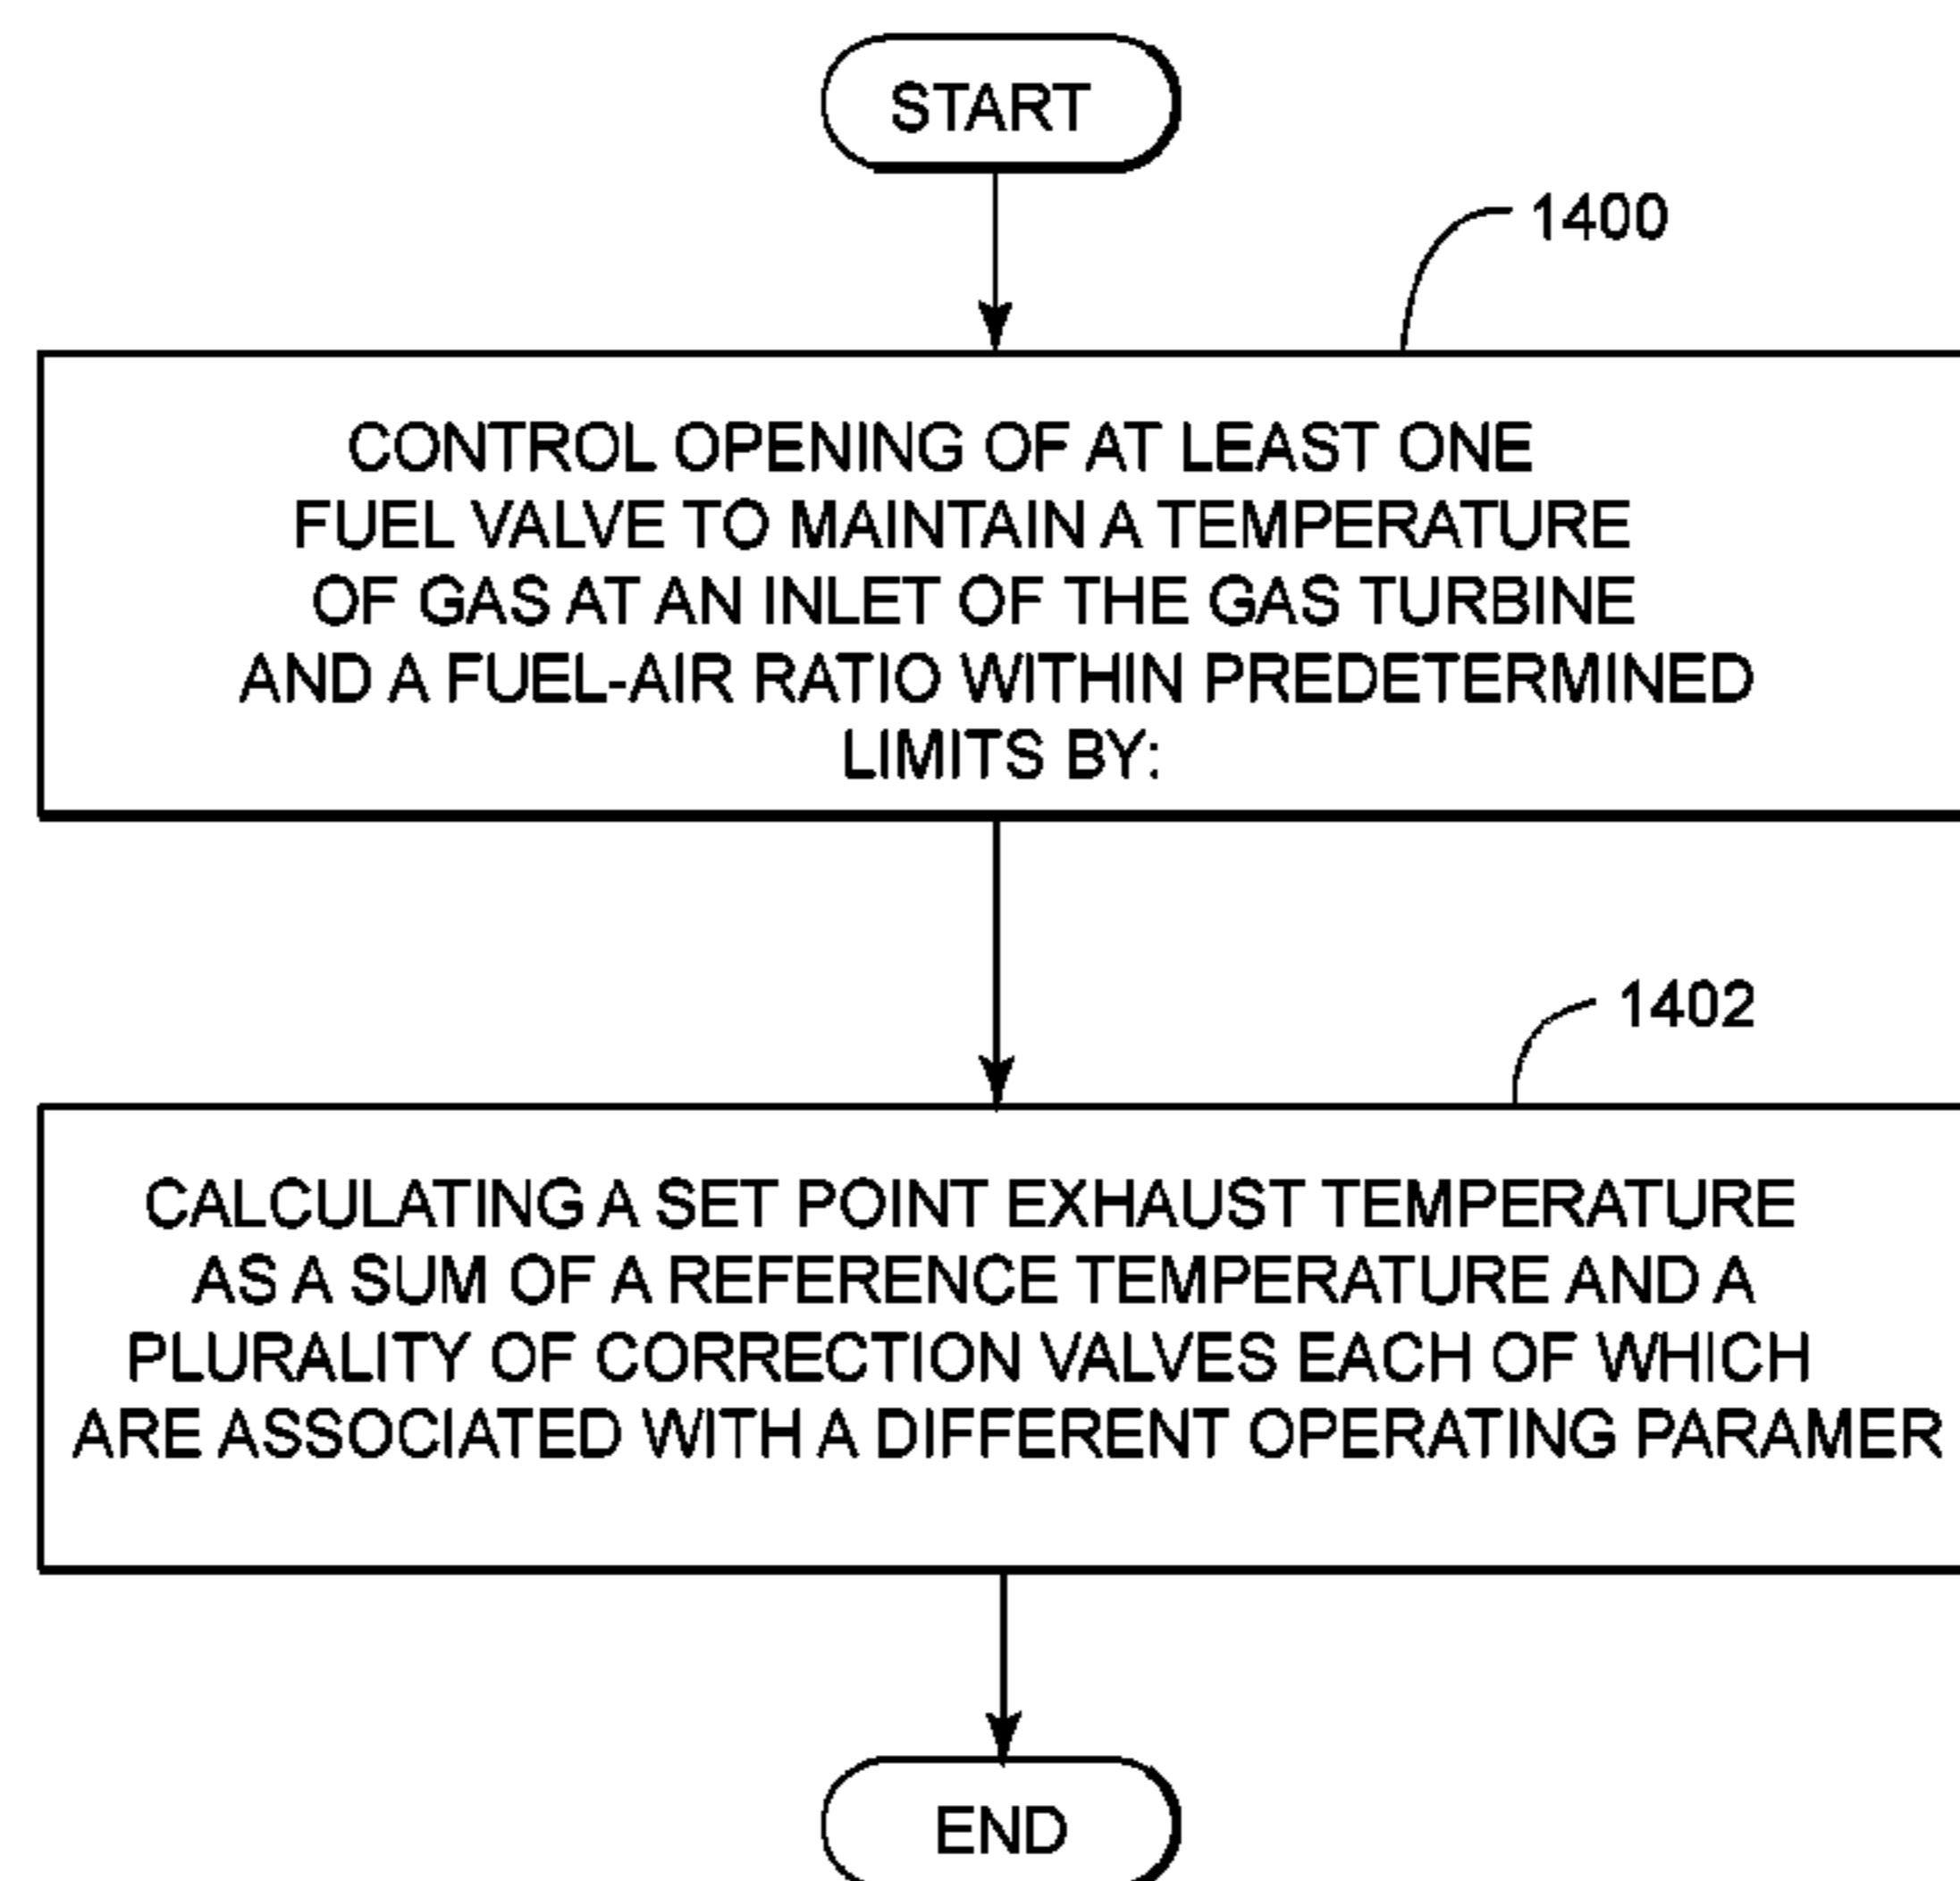 START
1400
CONTROL OPENING OF AT LEAST ONE
FUEL VALVE TO MAINTAIN A TEMPERATURE
OF GAS AT AN INLET OF THE GAS TURBINE
AND A FUEL-AIR RATIO WITHIN PREDETERMINED
LIMITS BY:
1402
CALCULATING A SET POINT EXHAUST TEMPERATURE
AS A SUM OF A REFERENCE TEMPERATURE AND A
PLURALITY OF CORRECTION VALVES EACH OF WHICH
ARE ASSOCIATED WITH A DIFFERENT OPERATING PARAMER
END